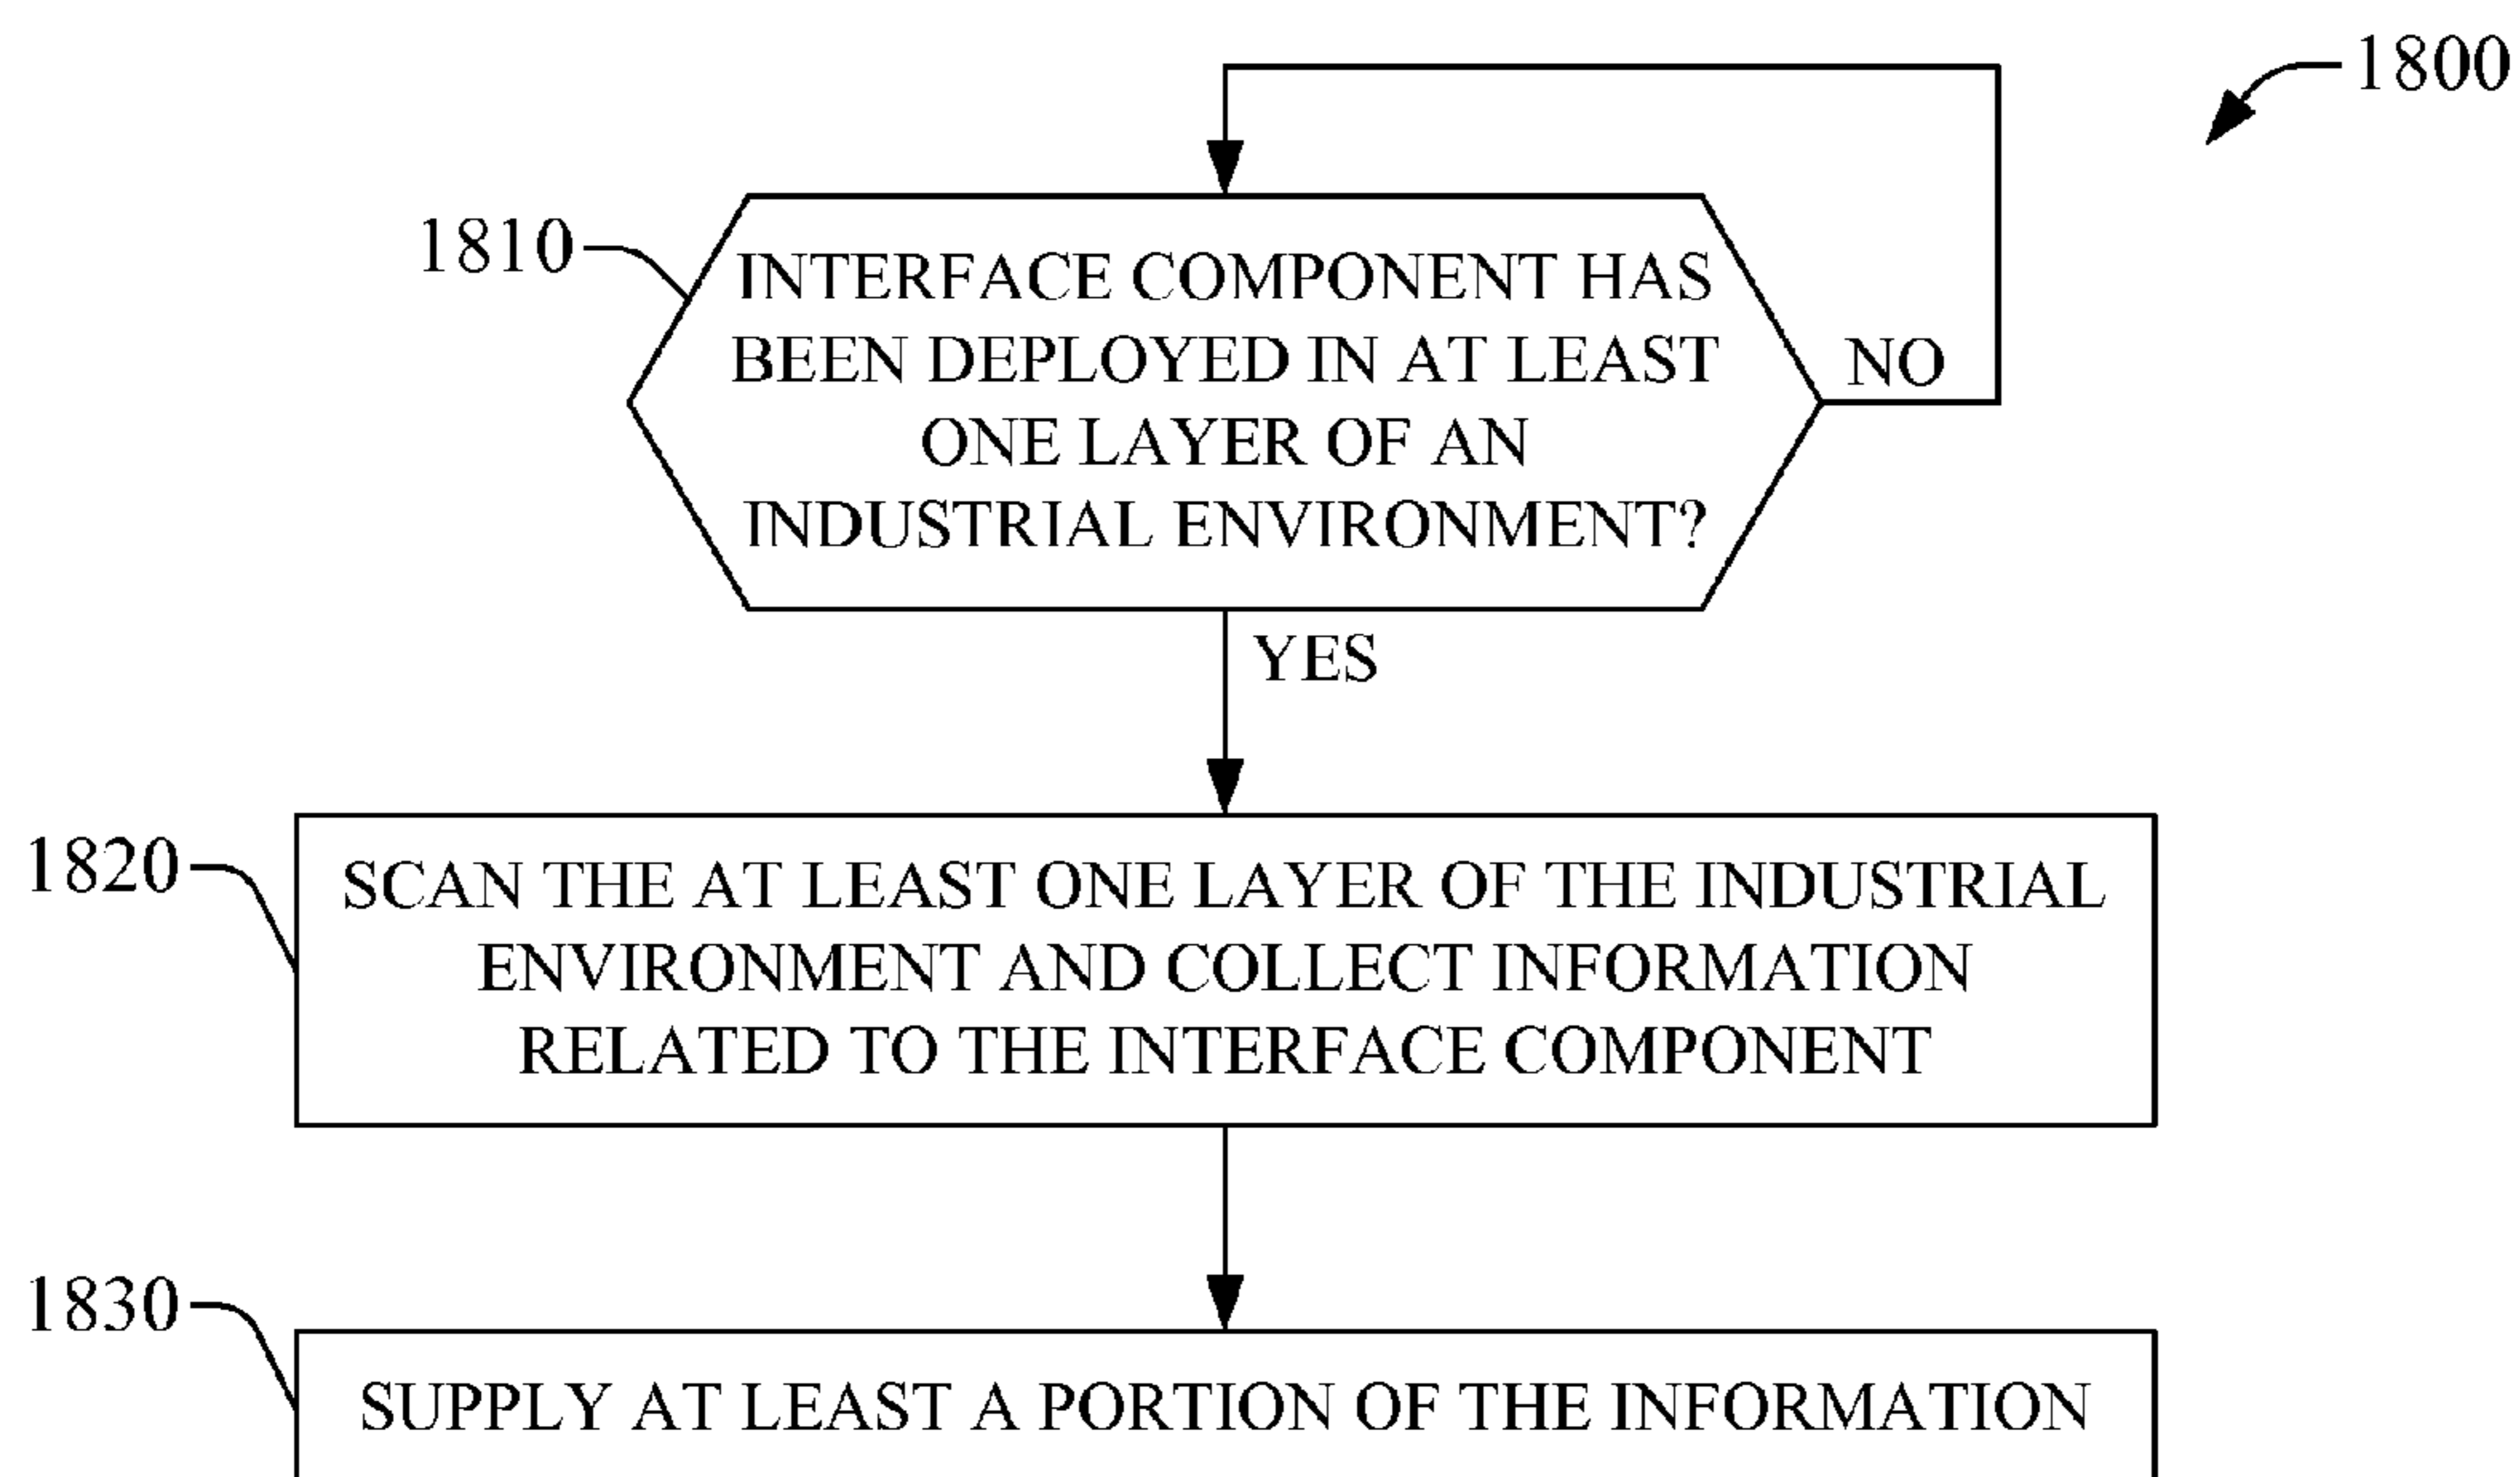 1800
1810
INTERFACE COMPONENT HAS
BEEN DEPLOYED IN AT LEAST
ONE LAYER OF AN
INDUSTRIAL ENVIRONMENT?
NO
YES
1820
SCAN THE AT LEAST ONE LAYER OF THE INDUSTRIAL
ENVIRONMENT AND COLLECT INFORMATION
RELATED TO THE INTERFACE COMPONENT
1830
SUPPLY AT LEAST A PORTION OF THE INFORMATION